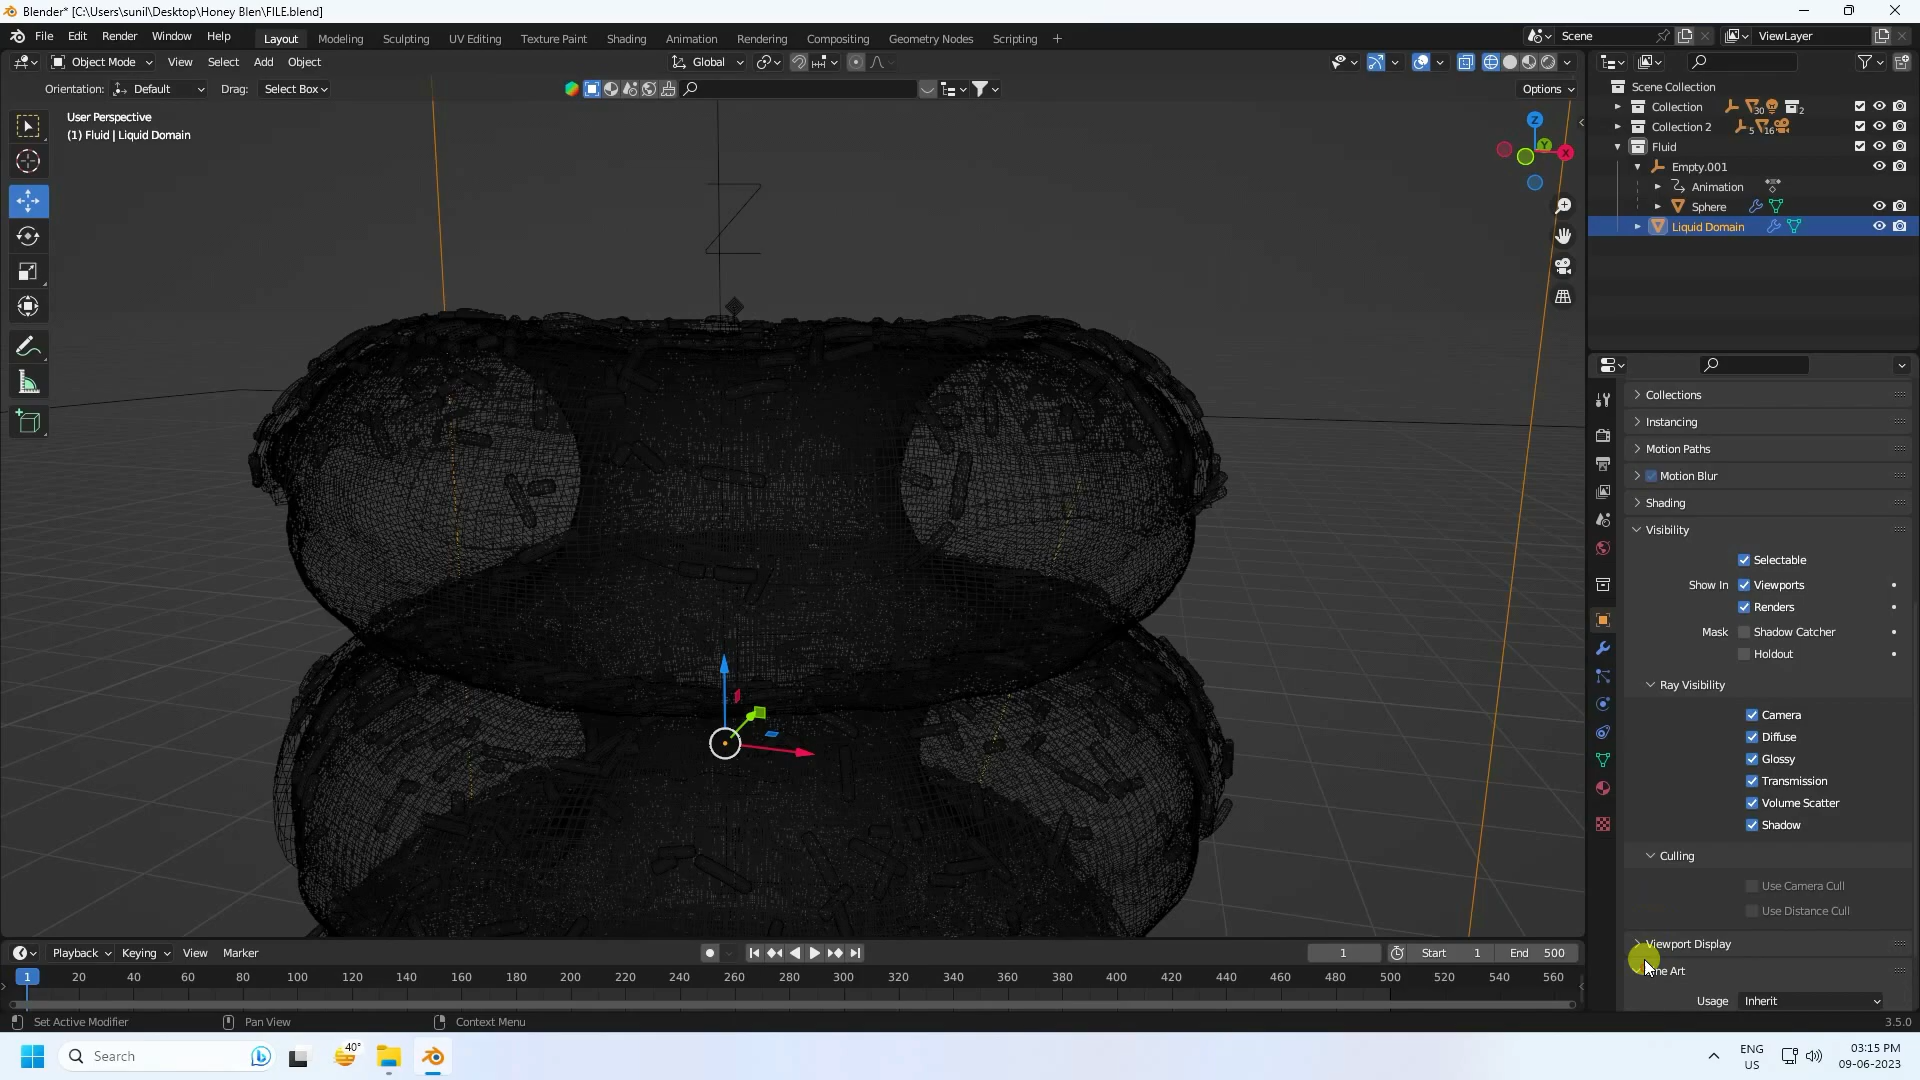 Blender* [C:\Users\sunil\Desktop\Honey Blen\FILE.blend]
File Edit Render Window Help Layout Modeling Sculpting UV Editing Texture Paint Shading Animation Rendering Compositing Geometry Nodes Scripting + Scene ViewLayer
Object Mode View Select Add Object Global
Orientation: Default Drag: Select Box Options
User Perspective
(1) Fluid | Liquid Domain
Z
Y
X
Scene Collection
Collection 30 2
Collection 2 5 16
Fluid
Empty.001
Animation
Sphere
Liquid Domain
Collections
Instancing
Motion Paths
Motion Blur
Shading
Visibility
Selectable
Show In Viewports
Renders
Mask Shadow Catcher
Holdout
Ray Visibility
Camera
Diffuse
Glossy
Transmission
Volume Scatter
Shadow
Culling
Use Camera Cull
Use Distance Cull
Viewport Display
ne Art
Usage Inherit
Playback Keying View Marker 1 Start 1 End 500
1 20 40 60 80 100 120 140 160 180 200 220 240 260 280 300 320 340 360 380 400 420 440 460 480 500 520 540 560
Set Active Modifier Pan View Context Menu 3.5.0
Search 40° ENG US 03:15 PM
09-06-2023